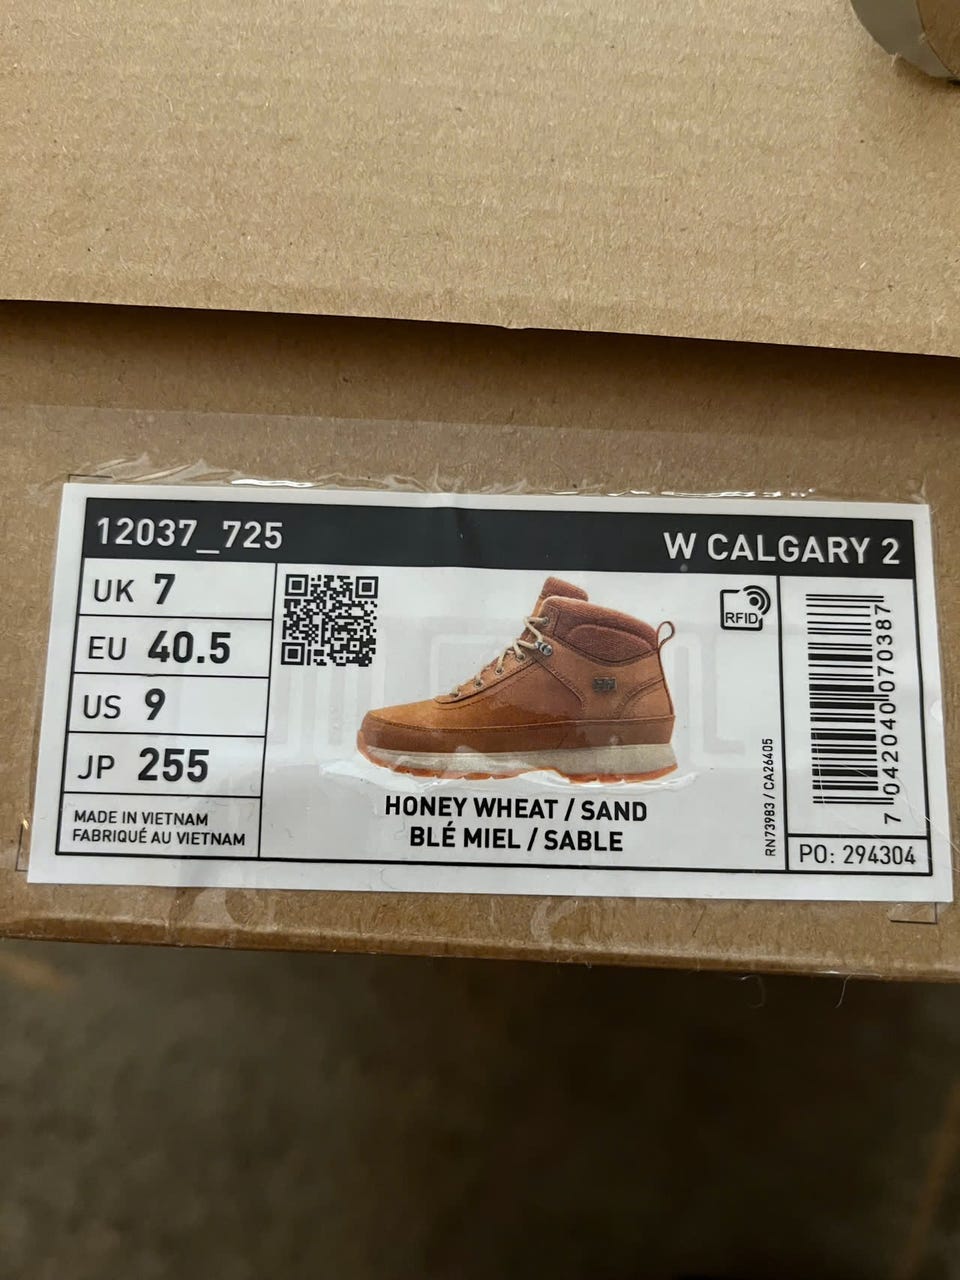 12037_725
W CALGARY 2
UK 7
EU 40.5
US 9
JP 255
MADE IN VIETNAM
FABRIQUÉ AU VIETNAM
RFID
HH
HONEY WHEAT / SAND
BLÉ MIEL / SABLE
RN73983 / CA26405
7 042040 070387
PO: 294304